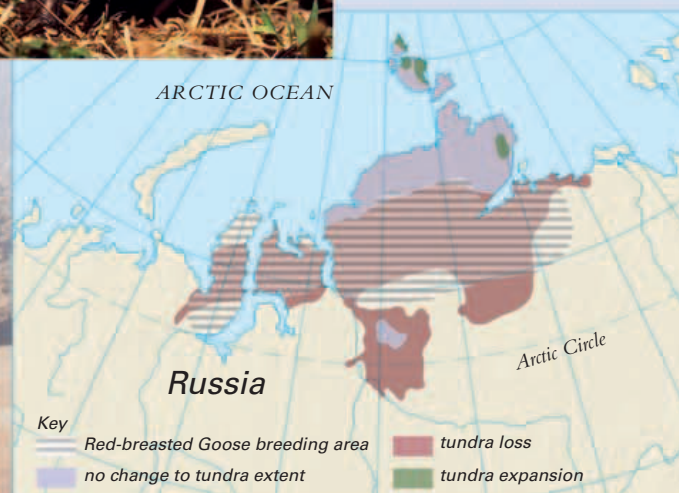 ARCTIC OCEAN
Arctic Circle
Russia
Key
Red-breasted Goose breeding area
no change to tundra extent
tundra loss
tundra expansion